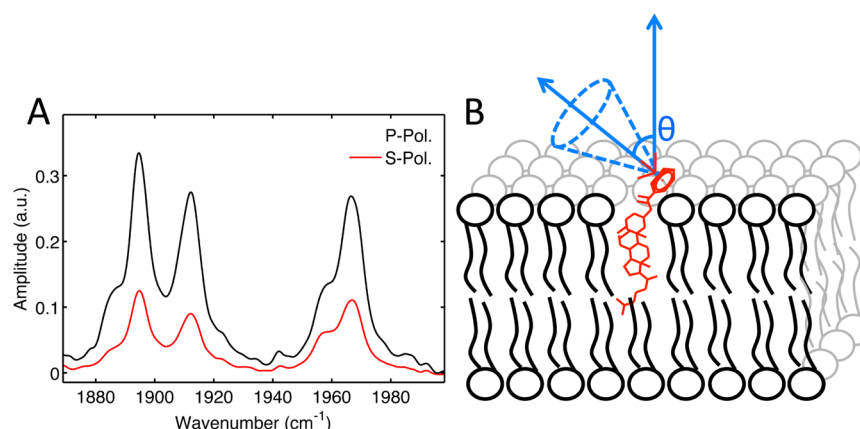 A
P-Pol.
S-Pol.
Amplitude (a.u.)
0.3
0.2
0.1
0
1880 1900 1920 1940 1960 1980
Wavenumber (cm⁻¹)
B
θ